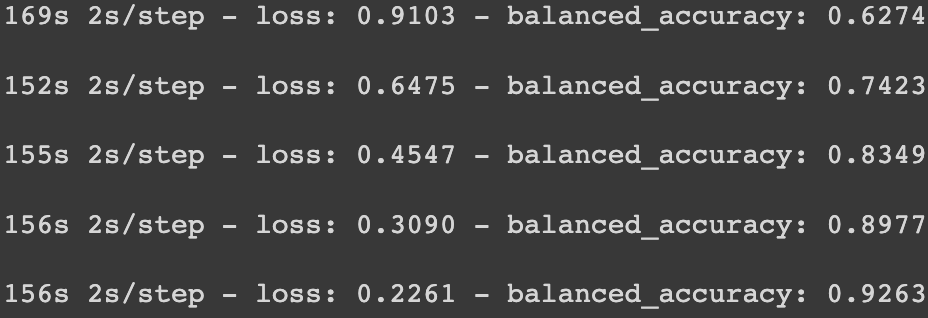 169s 2s/step – loss: 0.9103 – balanced_accuracy: 0.6274
152s 2s/step – loss: 0.6475 – balanced_accuracy: 0.7423
155s 2s/step – loss: 0.4547 – balanced_accuracy: 0.8349
156s 2s/step – loss: 0.3090 – balanced_accuracy: 0.8977
156s 2s/step – loss: 0.2261 – balanced_accuracy: 0.9263